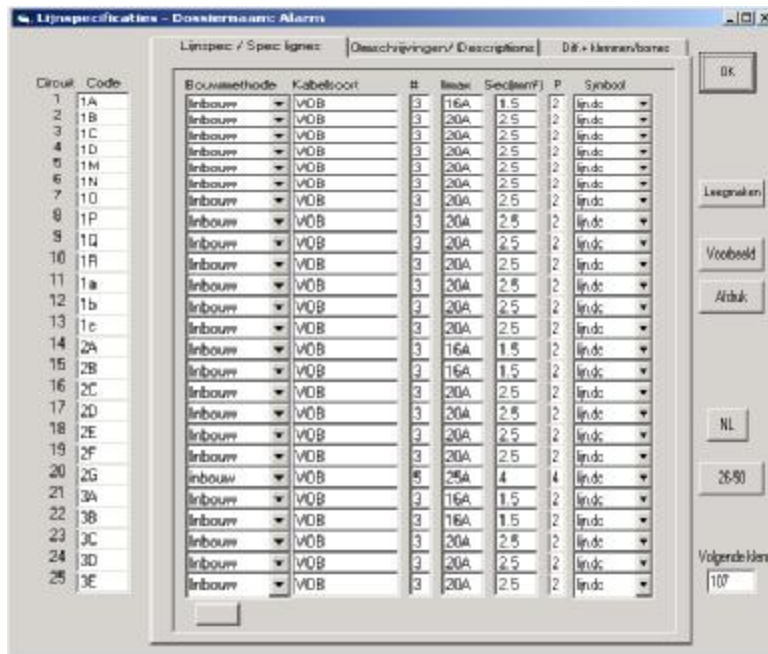 Lijnspecificaties - Dossiernaam: Alarm
Lijnspec / Spec lignes Omschrijvingen/ Descriptions Dif.+ klemmen/bornes
OK
Circuit Code Bouwmethode Kabelsoort # Imax Sec(mm²) P Symbool
1 1A Inbouw VOB 3 16A 1.5 2 lijn.dc
2 1B Inbouw VOB 3 20A 2.5 2 lijn.dc
3 1C Inbouw VOB 3 20A 2.5 2 lijn.dc
4 1D Inbouw VOB 3 20A 2.5 2 lijn.dc
5 1M Inbouw VOB 3 20A 2.5 2 lijn.dc
6 1N Inbouw VOB 3 20A 2.5 2 lijn.dc
7 1O Inbouw VOB 3 20A 2.5 2 lijn.dc
Leegmaken
8 1P Inbouw VOB 3 20A 2.5 2 lijn.dc
9 1Q Inbouw VOB 3 20A 2.5 2 lijn.dc
10 1R Inbouw VOB 3 20A 2.5 2 lijn.dc
Voorbeeld
11 1a Inbouw VOB 3 20A 2.5 2 lijn.dc
12 1b Inbouw VOB 3 20A 2.5 2 lijn.dc
Afdruk
13 1c Inbouw VOB 3 20A 2.5 2 lijn.dc
14 2A Inbouw VOB 3 16A 1.5 2 lijn.dc
15 2B Inbouw VOB 3 16A 1.5 2 lijn.dc
16 2C Inbouw VOB 3 20A 2.5 2 lijn.dc
17 2D Inbouw VOB 3 20A 2.5 2 lijn.dc
18 2E Inbouw VOB 3 20A 2.5 2 lijn.dc
NL
19 2F Inbouw VOB 3 20A 2.5 2 lijn.dc
20 2G inbouw VOB 5 25A 4 4 lijn.dc
26-50
21 3A Inbouw VOB 3 16A 1.5 2 lijn.dc
22 3B Inbouw VOB 3 16A 1.5 2 lijn.dc
23 3C Inbouw VOB 3 20A 2.5 2 lijn.dc
24 3D Inbouw VOB 3 20A 2.5 2 lijn.dc
Volgende klem
25 3E Inbouw VOB 3 20A 2.5 2 lijn.dc
107